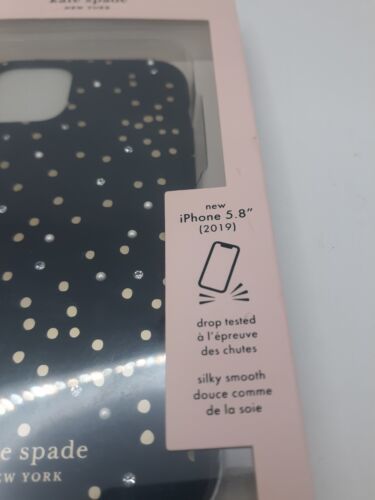 kate spade
NEW YORK
new
iPhone 5.8"
(2019)
drop tested
à l'épreuve
des chutes
silky smooth
douce comme
de la soie
e spade
NEW YORK